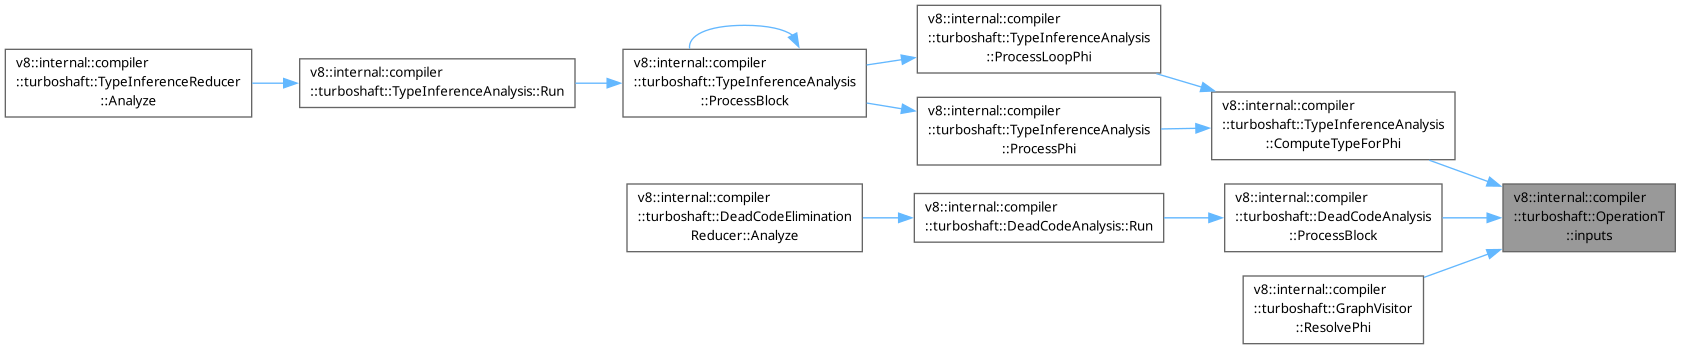 v8::internal::compiler
::turboshaft::TypeInferenceReducer
::Analyze
v8::internal::compiler
::turboshaft::TypeInferenceAnalysis::Run
v8::internal::compiler
::turboshaft::TypeInferenceAnalysis
::ProcessBlock
v8::internal::compiler
::turboshaft::TypeInferenceAnalysis
::ProcessLoopPhi
v8::internal::compiler
::turboshaft::TypeInferenceAnalysis
::ProcessPhi
v8::internal::compiler
::turboshaft::TypeInferenceAnalysis
::ComputeTypeForPhi
v8::internal::compiler
::turboshaft::DeadCodeElimination
Reducer::Analyze
v8::internal::compiler
::turboshaft::DeadCodeAnalysis::Run
v8::internal::compiler
::turboshaft::DeadCodeAnalysis
::ProcessBlock
v8::internal::compiler
::turboshaft::OperationT
::inputs
v8::internal::compiler
::turboshaft::GraphVisitor
::ResolvePhi